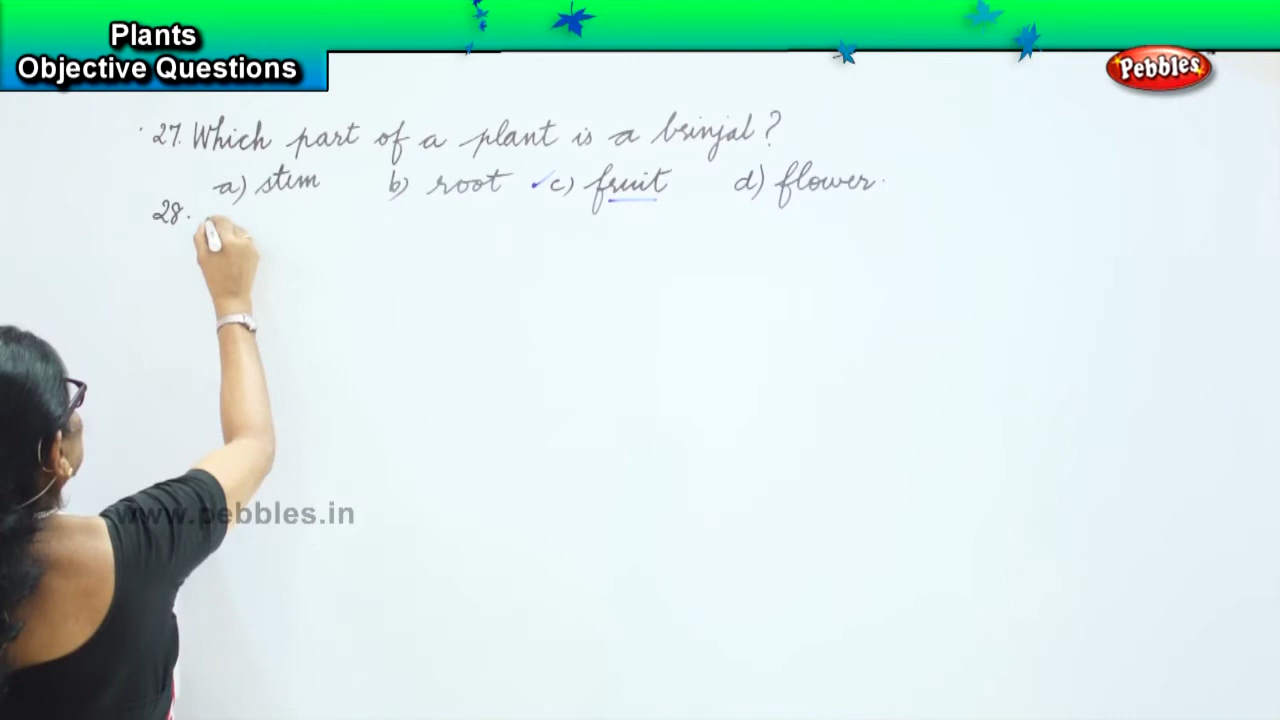 Plants
Objective Questions
Pebbles
27. Which part of a plant is a brinjal?
a) stem b) root ✓c) fruit d) flower.
28.
www.pebbles.in